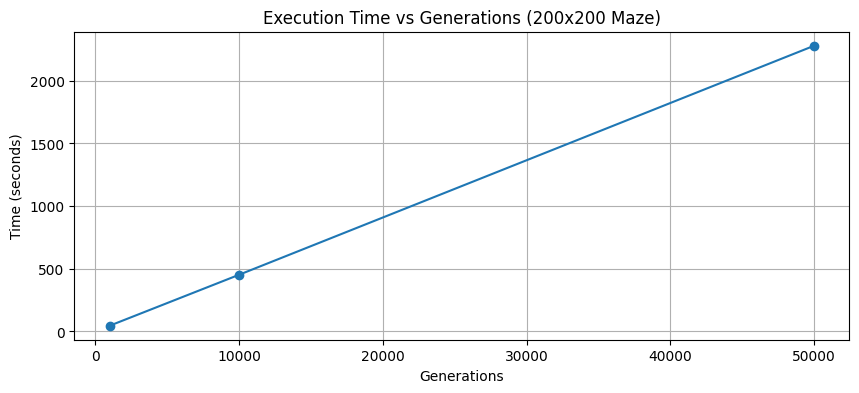 Execution Time vs Generations (200x200 Maze)
2000
1500
1000
500
0
Time (seconds)
0 10000 20000 30000 40000 50000
Generations